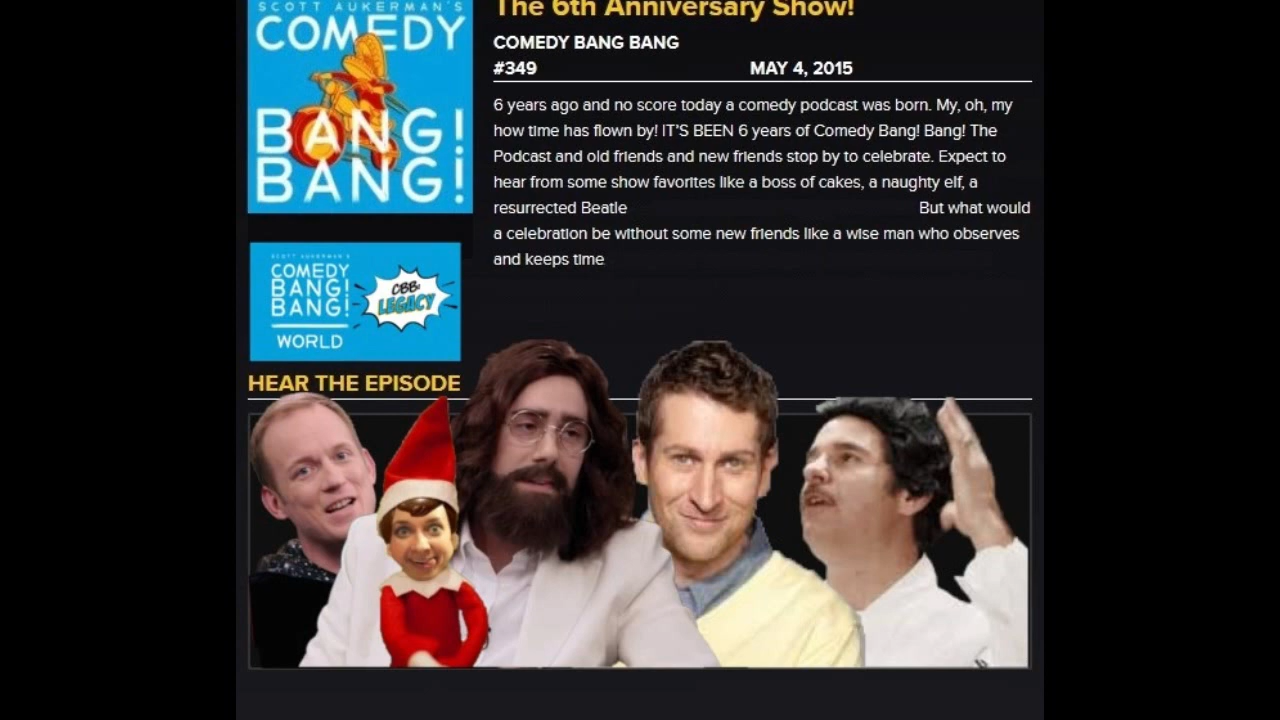 SCOTT AUKERMAN'S
COMEDY
BANG!
BANG!
The 6th Anniversary Show!
COMEDY BANG BANG
#349 MAY 4, 2015
6 years ago and no score today a comedy podcast was born. My, oh, my
how time has flown by! IT'S BEEN 6 years of Comedy Bang! Bang! The
Podcast and old friends and new friends stop by to celebrate. Expect to
hear from some show favorites like a boss of cakes, a naughty elf, a
resurrected Beatle But what would
a celebration be without some new friends like a wise man who observes
and keeps time
SCOTT AUKERMAN'S
COMEDY
BANG!
BANG!
WORLD
CBB:
LEGACY
HEAR THE EPISODE